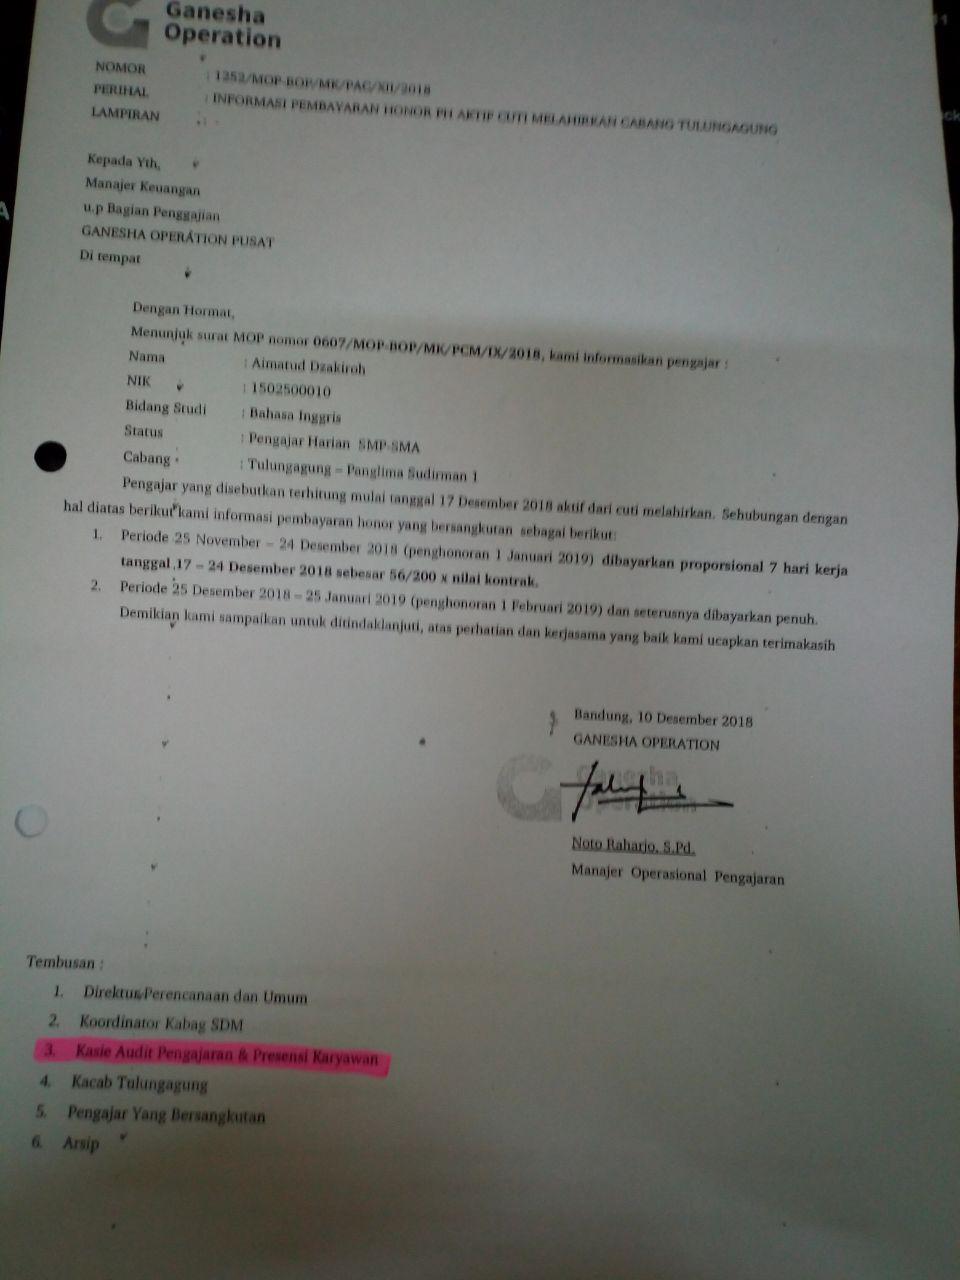 Ganesha
Operation
NOMOR : 1252/MOP-BOP/MK/PAC/XII/2018
PERIHAL : INFORMASI PEMBAYARAN HONOR PH AKTIF CUTI MELAHIRKAN CABANG TULUNGAGUNG
LAMPIRAN : -
Kepada Yth,
Manajer Keuangan
u.p Bagian Penggajian
GANESHA OPERATION PUSAT
Di tempat
Dengan Hormat,
Menunjuk surat MOP nomor 0607/MOP-BOP/MK/PCM/IX/2018, kami informasikan pengajar :
Nama : Aimatud Dzakiroh
NIK : 1502500010
Bidang Studi : Bahasa Inggris
Status : Pengajar Harian SMP-SMA
Cabang : Tulungagung – Panglima Sudirman 1
Pengajar yang disebutkan terhitung mulai tanggal 17 Desember 2018 aktif dari cuti melahirkan. Sehubungan dengan
hal diatas berikut kami informasi pembayaran honor yang bersangkutan sebagai berikut:
1. Periode 25 November – 24 Desember 2018 (penghonoran 1 Januari 2019) dibayarkan proporsional 7 hari kerja
tanggal 17 – 24 Desember 2018 sebesar 56/200 x nilai kontrak.
2. Periode 25 Desember 2018 – 25 Januari 2019 (penghonoran 1 Februari 2019) dan seterusnya dibayarkan penuh.
Demikian kami sampaikan untuk ditindaklanjuti, atas perhatian dan kerjasama yang baik kami ucapkan terimakasih
Bandung, 10 Desember 2018
GANESHA OPERATION
Ganesha
Operation
Noto Raharjo, S.Pd.
Manajer Operasional Pengajaran
Tembusan :
1. Direktur Perencanaan dan Umum
2. Koordinator Kabag SDM
3. Kasie Audit Pengajaran & Presensi Karyawan
4. Kacab Tulungagung
5. Pengajar Yang Bersangkutan
6. Arsip